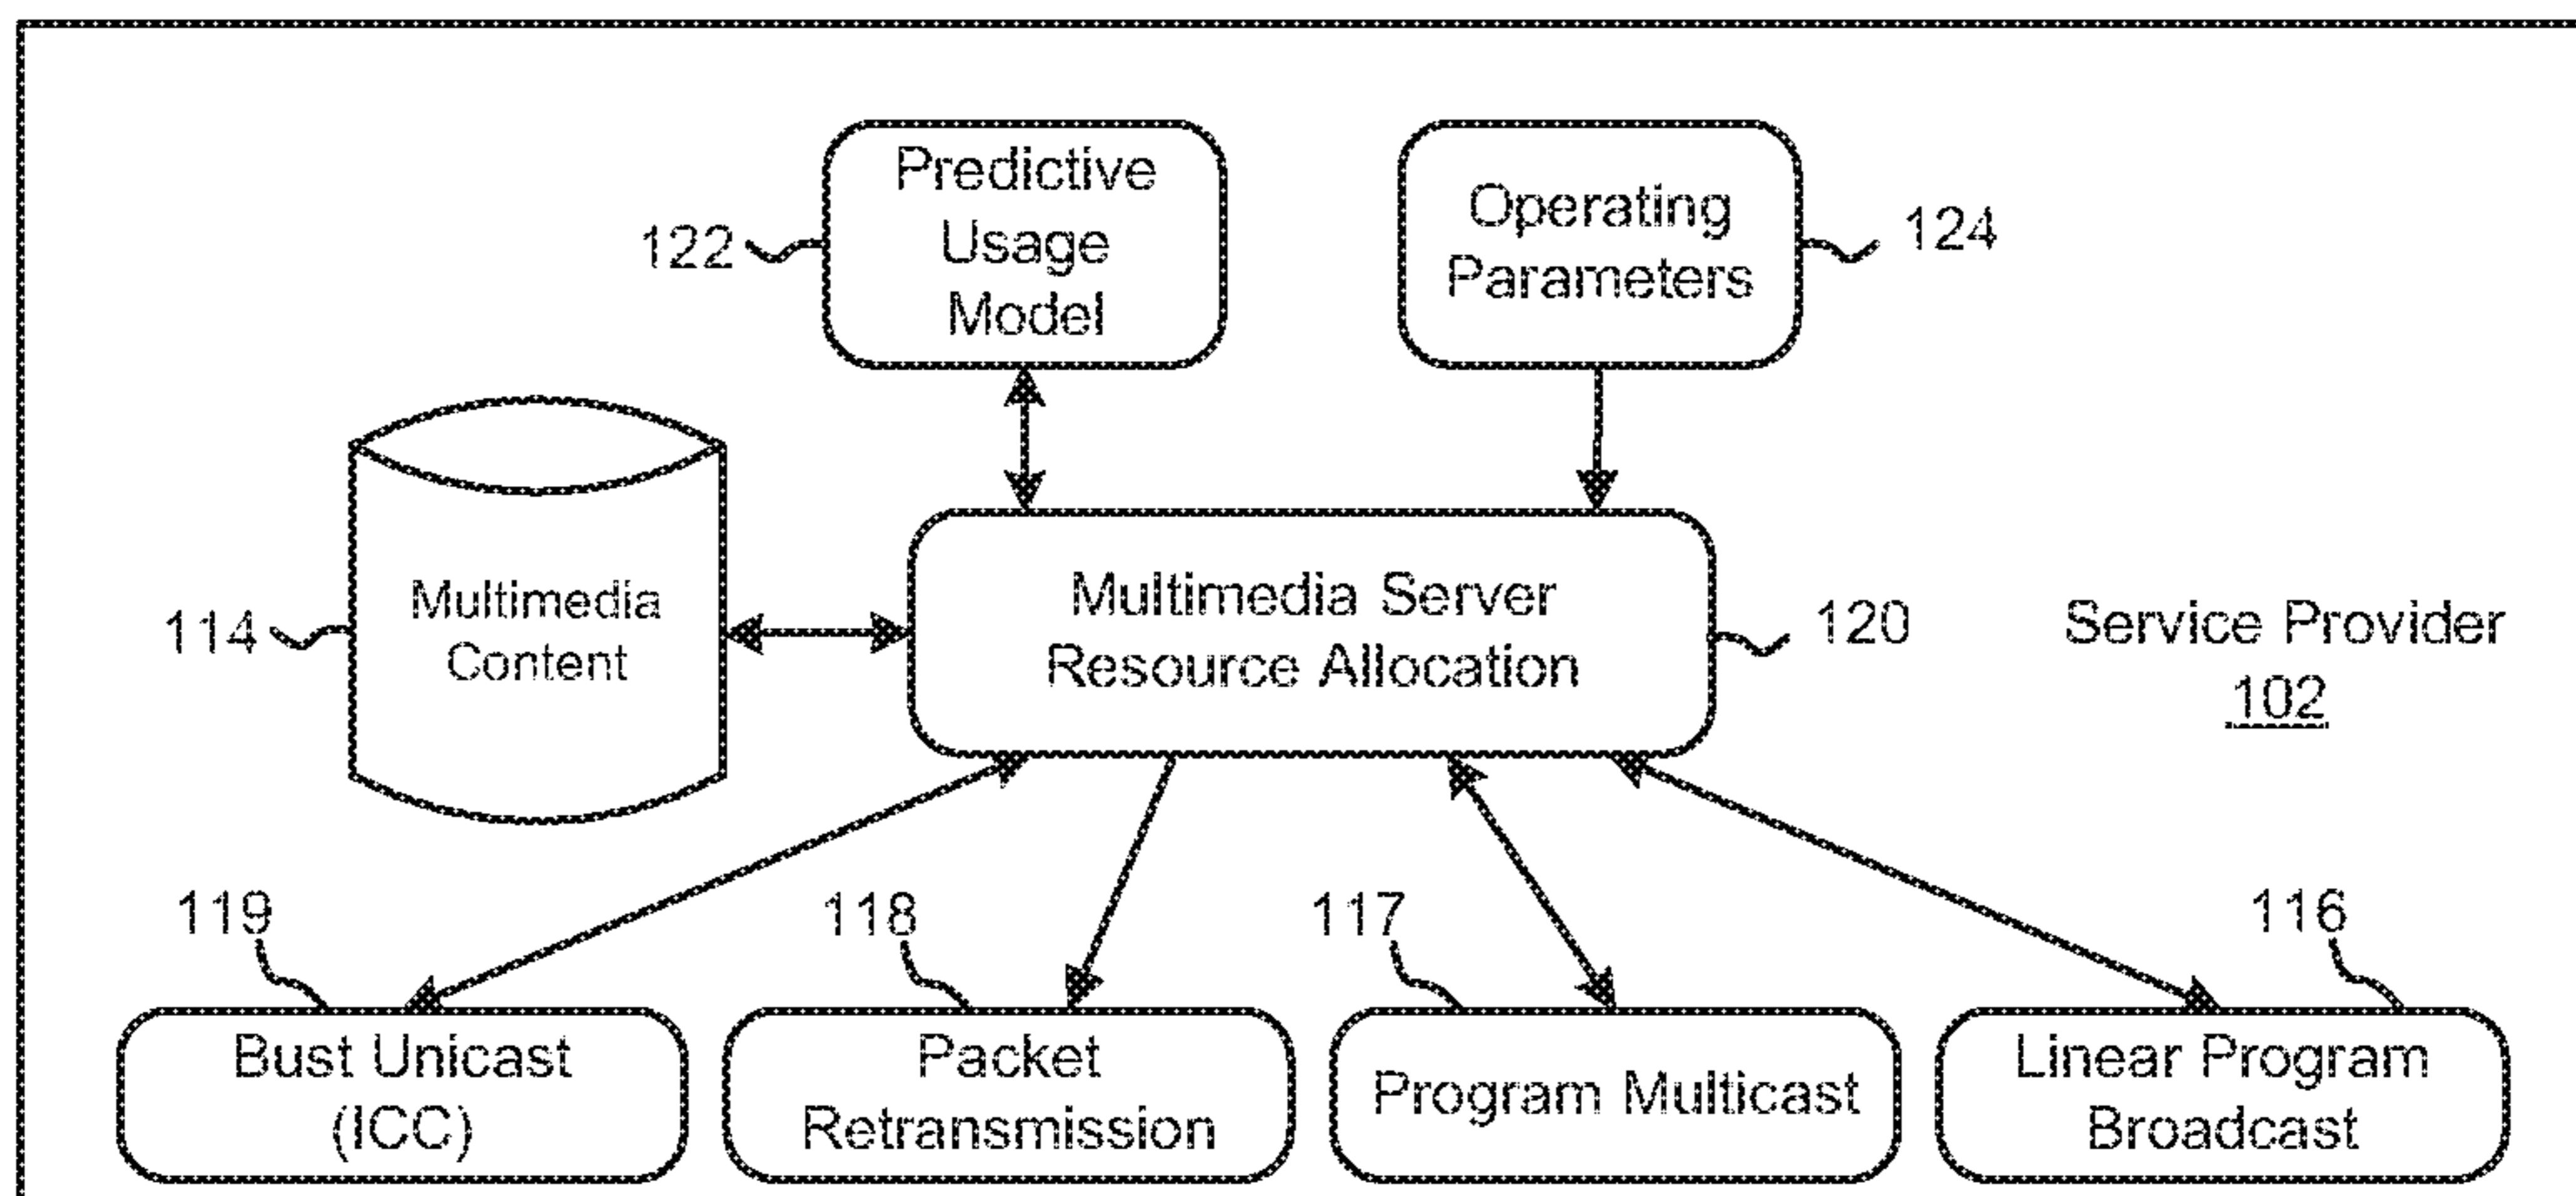 Predictive
Usage
Model
122
Operating
Parameters
124
Multimedia
Content
114
Multimedia Server
Resource Allocation
120
Service Provider
102
119
118
117
116
Bust Unicast
(ICC)
Packet
Retransmission
Program Multicast
Linear Program
Broadcast